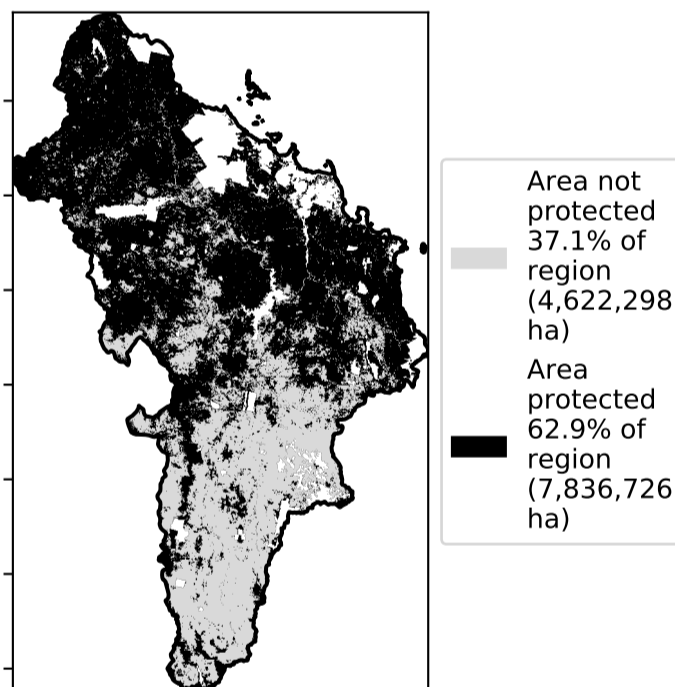 Area not
protected
37.1% of
region
(4,622,298
ha)
Area
protected
62.9% of
region
(7,836,726
ha)